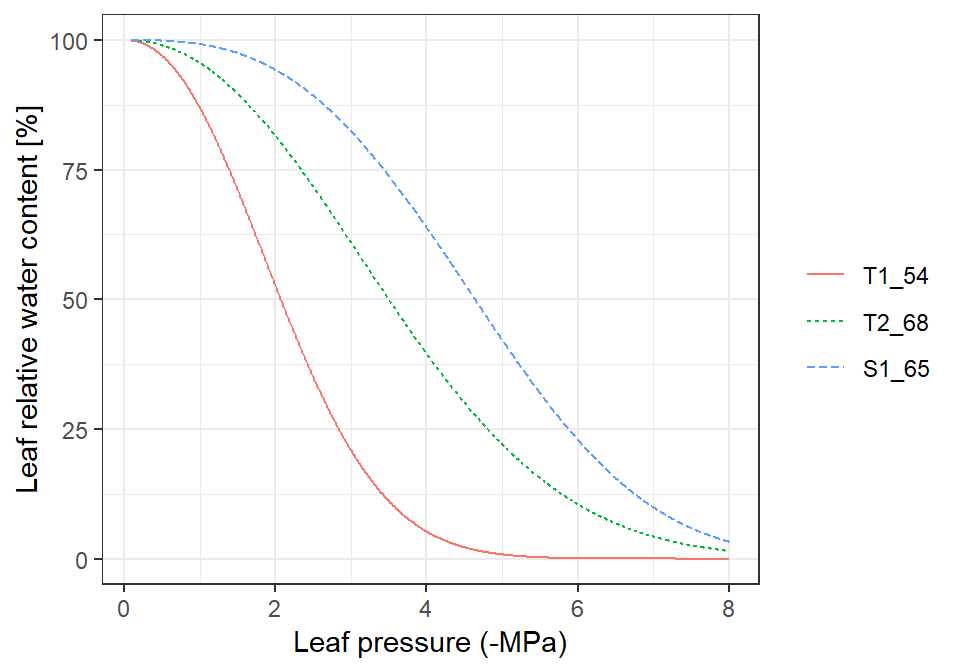 Leaf relative water content [%]
100
75
50
25
0
0 2 4 6 8
Leaf pressure (-MPa)
T1_54
T2_68
S1_65